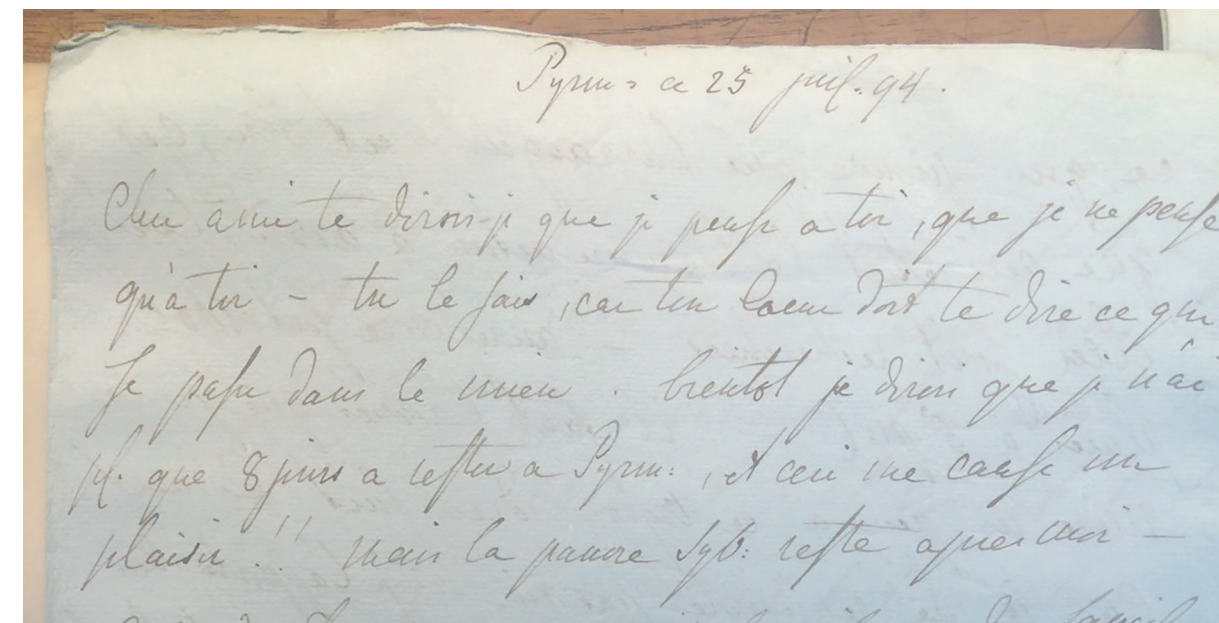 Pyrm: a 25 juil. 94.
Cher ami te dirois-je que je pense a toi, que je ne pense
qu'a toi – tu le sais, car ton Coeur doit te dire ce qui
se passe dans le mien. bientot je dirai que je n'ai
pl. que 8 jours a rester a Pyrm:, et ceci me cause un
plaisir!! mais la pauvre Syb: reste apres moi –